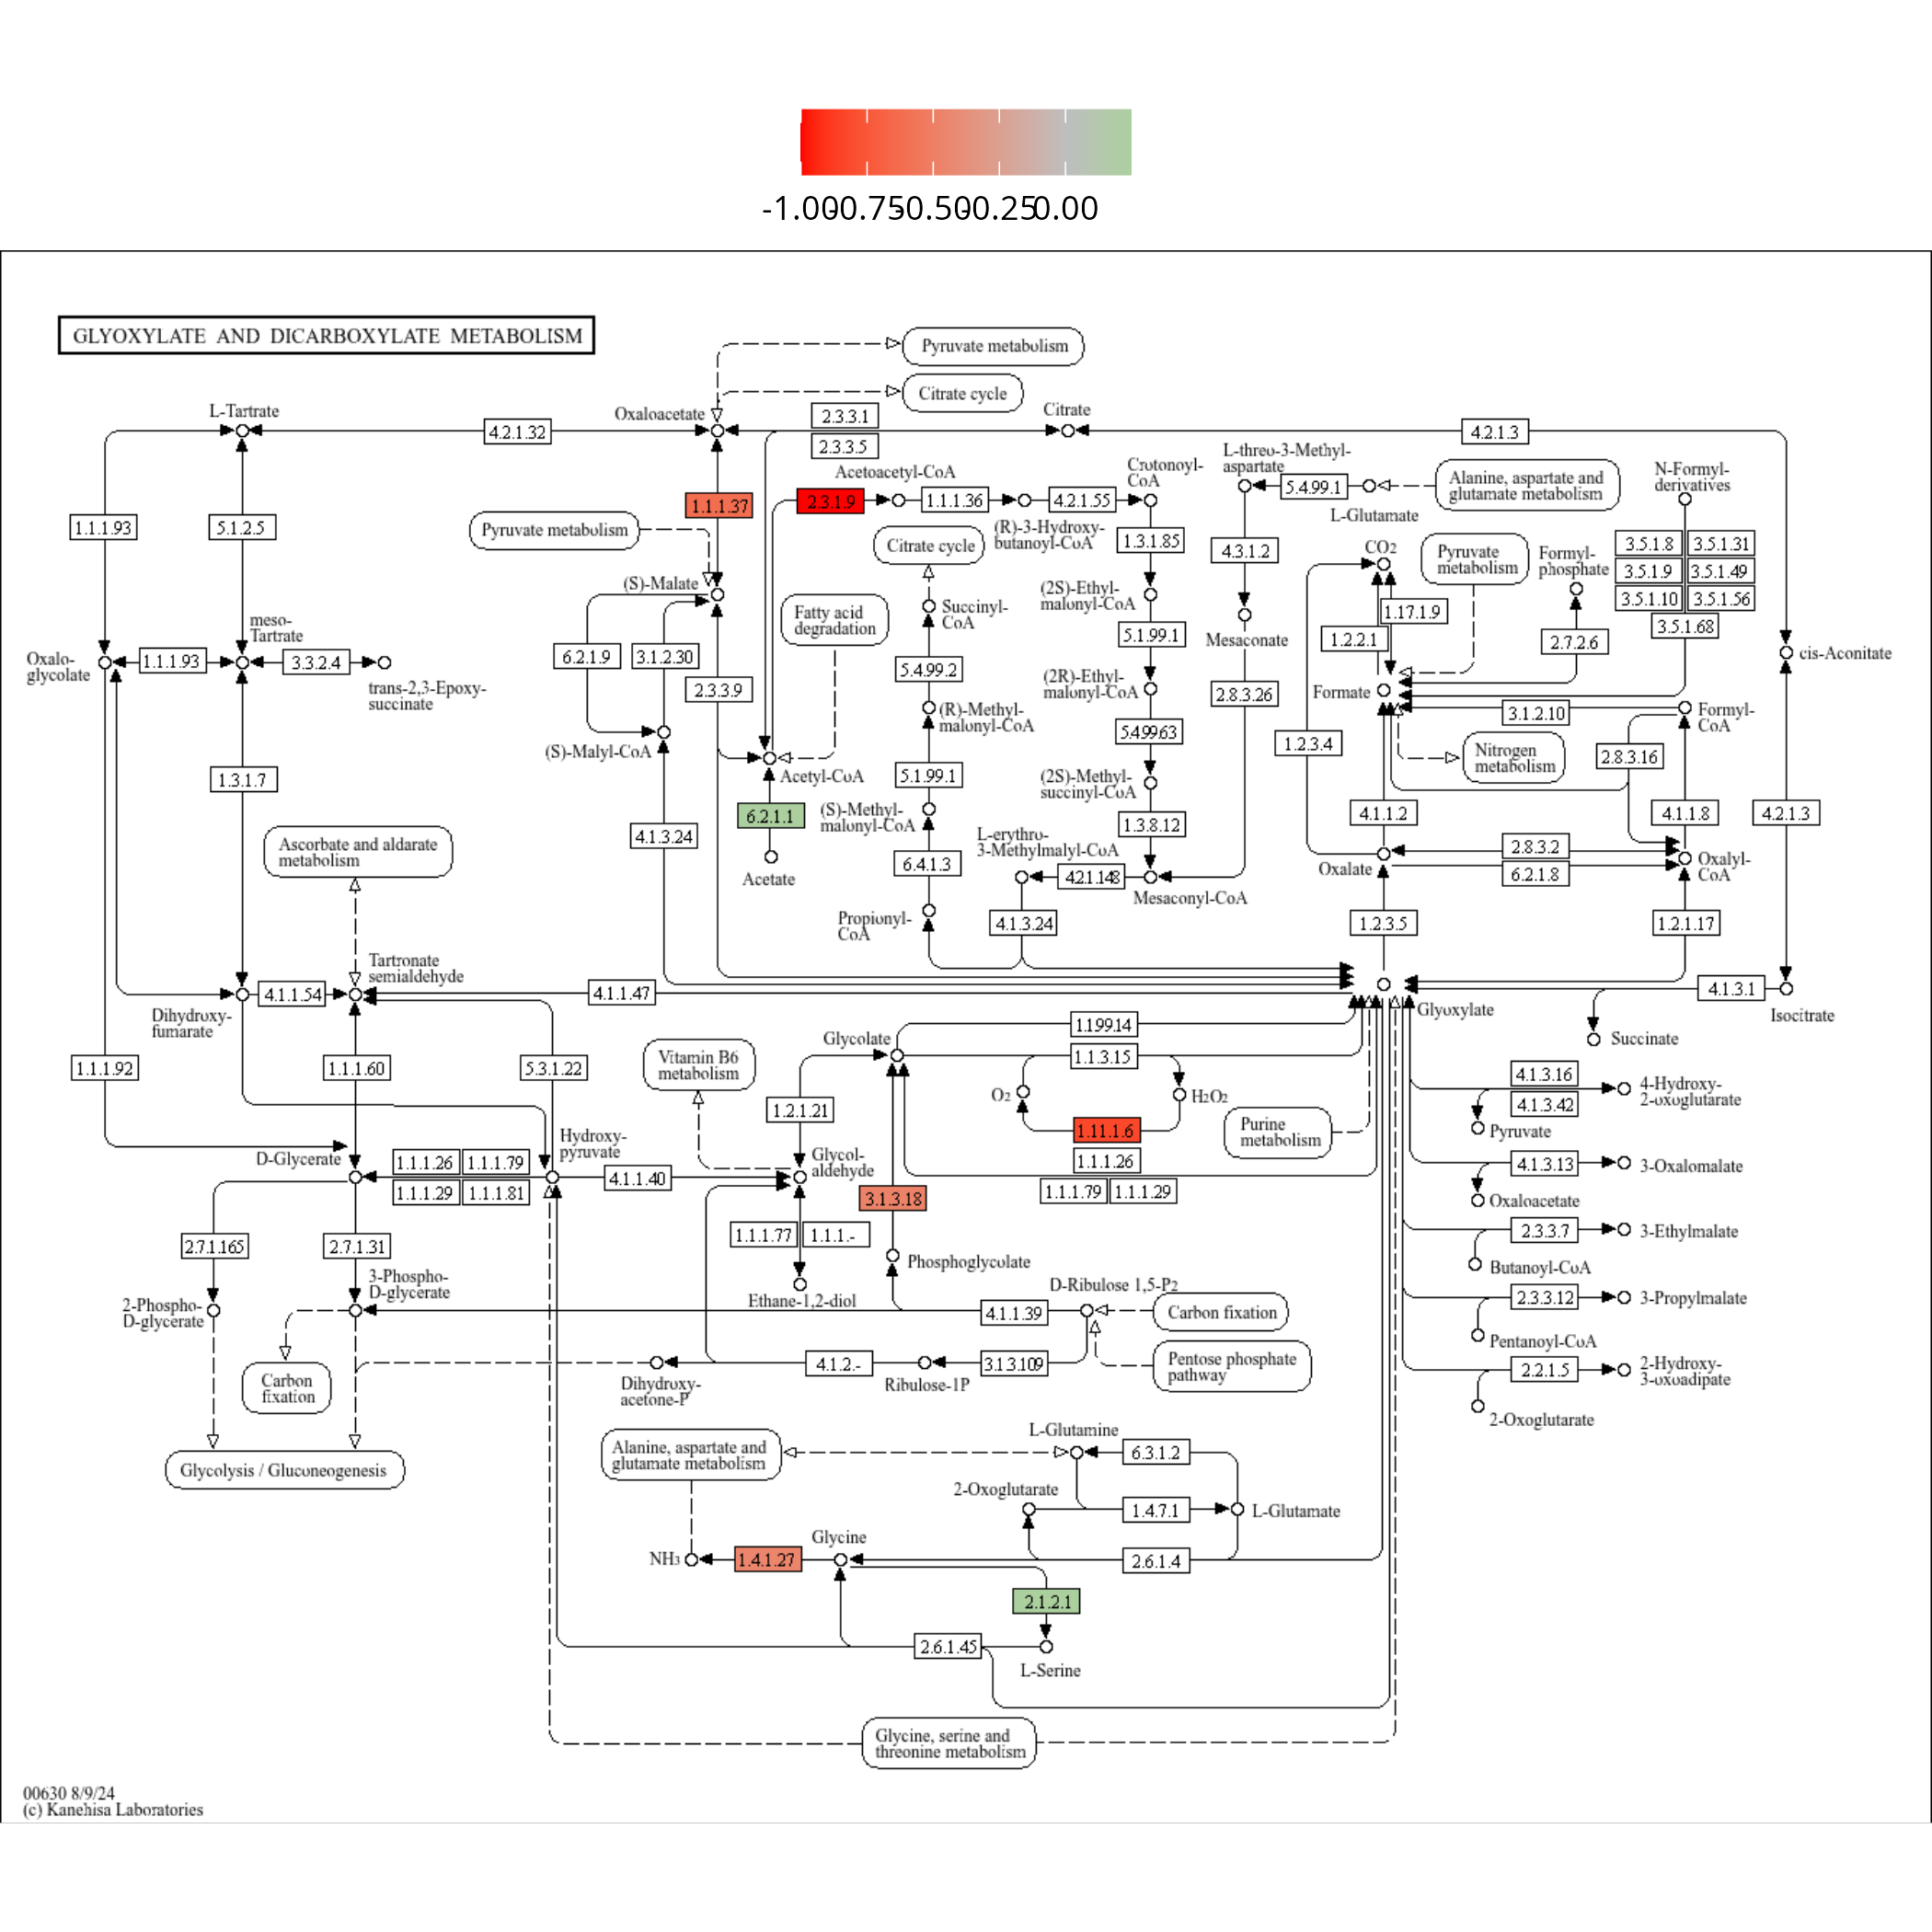 -1.00
-0.75
-0.50
-0.25
0.00
GLYOXYLATE AND DICARBOXYLATE METABOLISM
Pyruvate metabolism
Citrate cycle
L-Tartrate
Oxaloacetate
2.3.3.1
Citrate
4.2.1.32
2.3.3.5
4.2.1.3
Acetoacetyl-CoA
Crotonoyl-
CoA
L-threo-3-Methyl-
aspartate
N-Formyl-
derivatives
1.1.1.37
2.3.1.9
1.1.1.36
4.2.1.55
5.4.99.1
Alanine, aspartate and
glutamate metabolism
L-Glutamate
1.1.1.93
5.1.2.5
Pyruvate metabolism
Citrate cycle
(R)-3-Hydroxy-
butanoyl-CoA
1.3.1.85
4.3.1.2
CO2
Pyruvate
metabolism
Formyl-
phosphate
3.5.1.8
3.5.1.31
3.5.1.9
3.5.1.49
3.5.1.10
3.5.1.56
3.5.1.68
(S)-Malate
Fatty acid
degradation
Succinyl-
CoA
(2S)-Ethyl-
malonyl-CoA
1.17.1.9
1.2.2.1
2.7.2.6
meso-
Tartrate
Mesaconate
5.1.99.1
Oxalo-
glycolate
1.1.1.93
3.3.2.4
6.2.1.9
3.1.2.30
cis-Aconitate
trans-2,3-Epoxy-
succinate
2.3.3.9
5.4.99.2
(2R)-Ethyl-
malonyl-CoA
2.8.3.26
Formate
(R)-Methyl-
malonyl-CoA
3.1.2.10
Formyl-
CoA
(S)-Malyl-CoA
5.4.99.63
1.2.3.4
Nitrogen
metabolism
2.8.3.16
1.3.1.7
Acetyl-CoA
5.1.99.1
(2S)-Methyl-
succinyl-CoA
6.2.1.1
(S)-Methyl-
malonyl-CoA
4.1.3.24
1.3.8.12
4.1.1.2
4.1.1.8
4.2.1.3
Ascorbate and aldarate
metabolism
L-erythro-
3-Methylmalyl-CoA
Acetate
6.4.1.3
4.2.1.148
2.8.3.2
6.2.1.8
Oxalate
Oxalyl-
CoA
Mesaconyl-CoA
Propionyl-
CoA
4.1.3.24
1.2.3.5
1.2.1.17
Tartronate
semialdehyde
4.1.1.54
4.1.1.47
4.1.3.1
Dihydroxy-
fumarate
Glyoxylate
Isocitrate
1.1.99.14
Glycolate
Succinate
1.1.1.92
1.1.1.60
5.3.1.22
Vitamin B6
metabolism
1.1.3.15
O2
H2O2
4.1.3.16
4.1.3.42
4-Hydroxy-
2-oxoglutarate
1.2.1.21
1.11.1.6
Purine
metabolism
Pyruvate
Hydroxy-
pyruvate
D-Glycerate
1.1.1.26
1.1.1.79
Glycol-
aldehyde
1.1.1.26
4.1.3.13
3-Oxalomalate
1.1.1.29
1.1.1.81
4.1.1.40
3.1.3.18
1.1.1.79
1.1.1.29
Oxaloacetate
2.7.1.165
2.7.1.31
1.1.1.77
1.1.1.-
2.3.3.7
3-Ethylmalate
Phosphoglycolate
Butanoyl-CoA
3-Phospho-
D-glycerate
Ethane-1,2-diol
D-Ribulose 1,5-P2
2-Phospho-
D-glycerate
4.1.1.39
Carbon fixation
2.3.3.12
3-Propylmalate
Pentanoyl-CoA
4.1.2.-
3.1.3.109
Pentose phosphate
pathway
Carbon
fixation
Dihydroxy-
acetone-P
Ribulose-1P
2.2.1.5
2-Hydroxy-
3-oxoadipate
2-Oxoglutarate
L-Glutamine
Glycolysis / Gluconeogenesis
Alanine, aspartate and
glutamate metabolism
6.3.1.2
2-Oxoglutarate
1.4.7.1
L-Glutamate
Glycine
NH3
1.4.1.27
2.6.1.4
2.1.2.1
2.6.1.45
L-Serine
Glycine, serine and
threonine metabolism
00630 8/9/24
(c) Kanehisa Laboratories